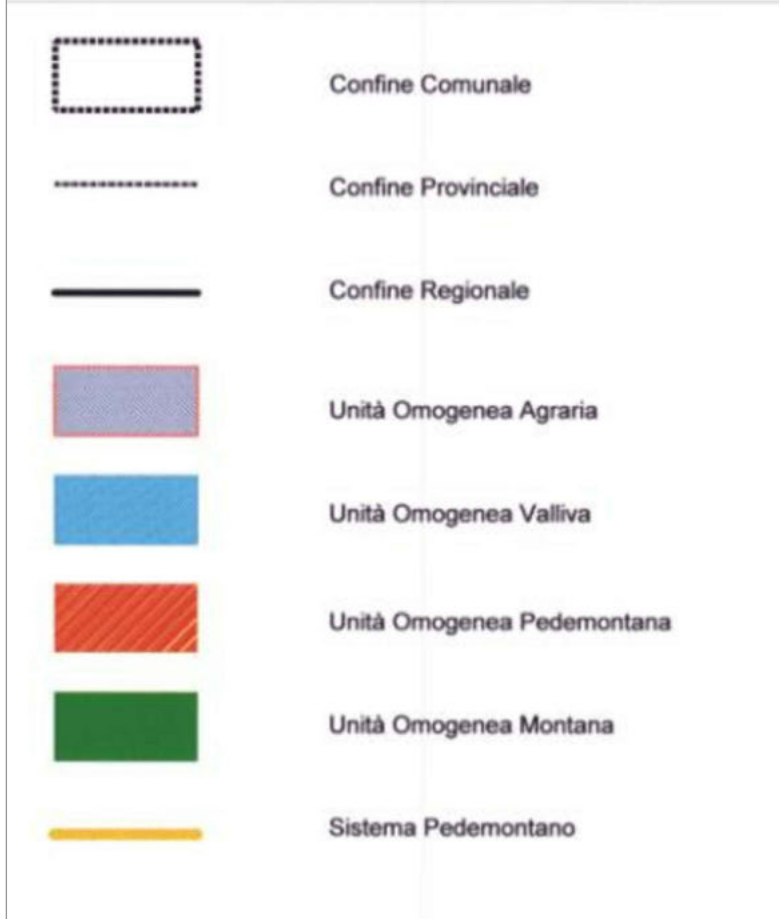 Confine Comunale
Confine Provinciale
Confine Regionale
Unità Omogenea Agraria
Unità Omogenea Valliva
Unità Omogenea Pedemontana
Unità Omogenea Montana
Sistema Pedemontano